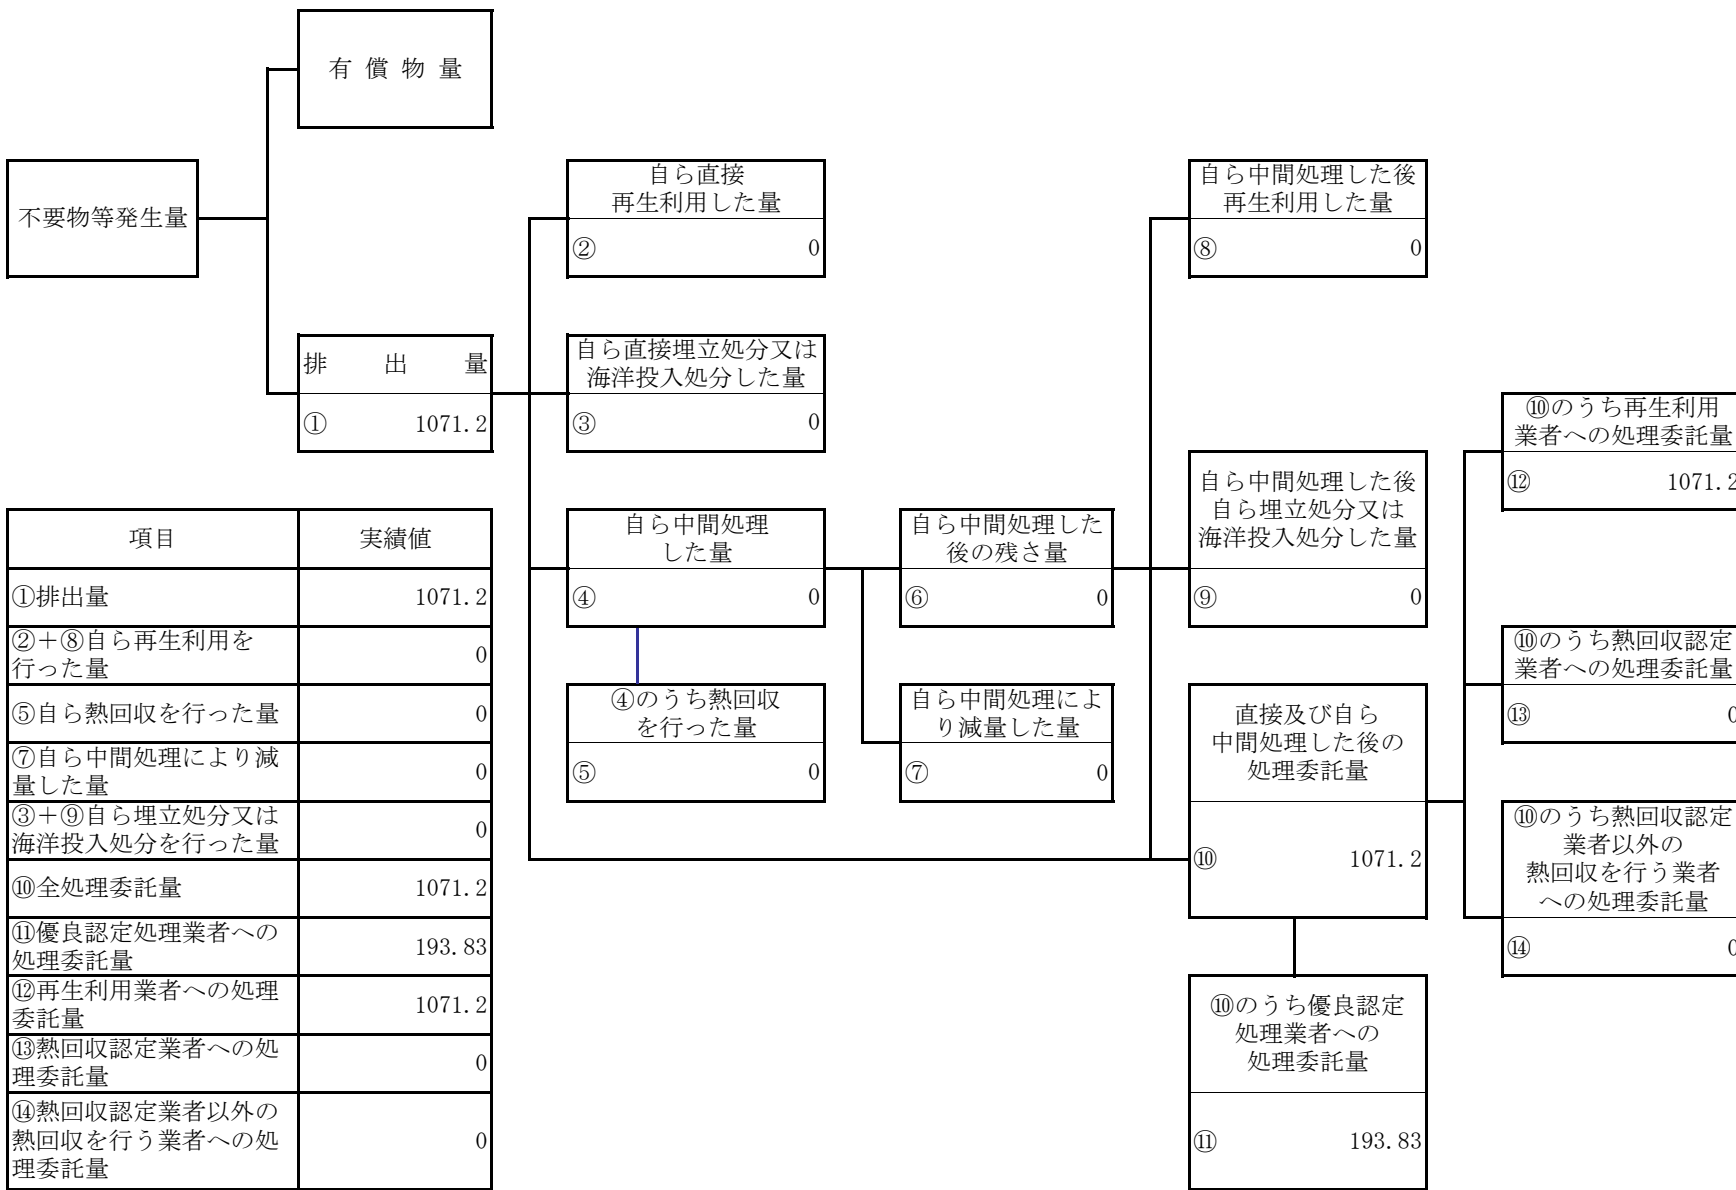 有 償 物 量
不要物等発生量
排 出 量
① 1071.2
自ら直接
再生利用した量
② 0
自ら直接埋立処分又は
海洋投入処分した量
③ 0
自ら中間処理
した量
④ 0
④のうち熱回収
を行った量
⑤ 0
自ら中間処理した
後の残さ量
⑥ 0
自ら中間処理によ
り減量した量
⑦ 0
自ら中間処理した後
再生利用した量
⑧ 0
自ら中間処理した後
自ら埋立処分又は
海洋投入処分した量
⑨ 0
直接及び自ら
中間処理した後の
処理委託量
⑩ 1071.2
⑩のうち優良認定
処理業者への
処理委託量
⑪ 193.83
⑩のうち再生利用
業者への処理委託量
⑫ 1071.2
⑩のうち熱回収認定
業者への処理委託量
⑬ 0
⑩のうち熱回収認定
業者以外の
熱回収を行う業者
への処理委託量
⑭ 0
項目 実績値
①排出量 1071.2
②+⑧自ら再生利用を
行った量 0
⑤自ら熱回収を行った量 0
⑦自ら中間処理により減
量した量 0
③+⑨自ら埋立処分又は
海洋投入処分を行った量 0
⑩全処理委託量 1071.2
⑪優良認定処理業者への
処理委託量 193.83
⑫再生利用業者への処理
委託量 1071.2
⑬熱回収認定業者への処
理委託量 0
⑭熱回収認定業者以外の
熱回収を行う業者への処
理委託量 0